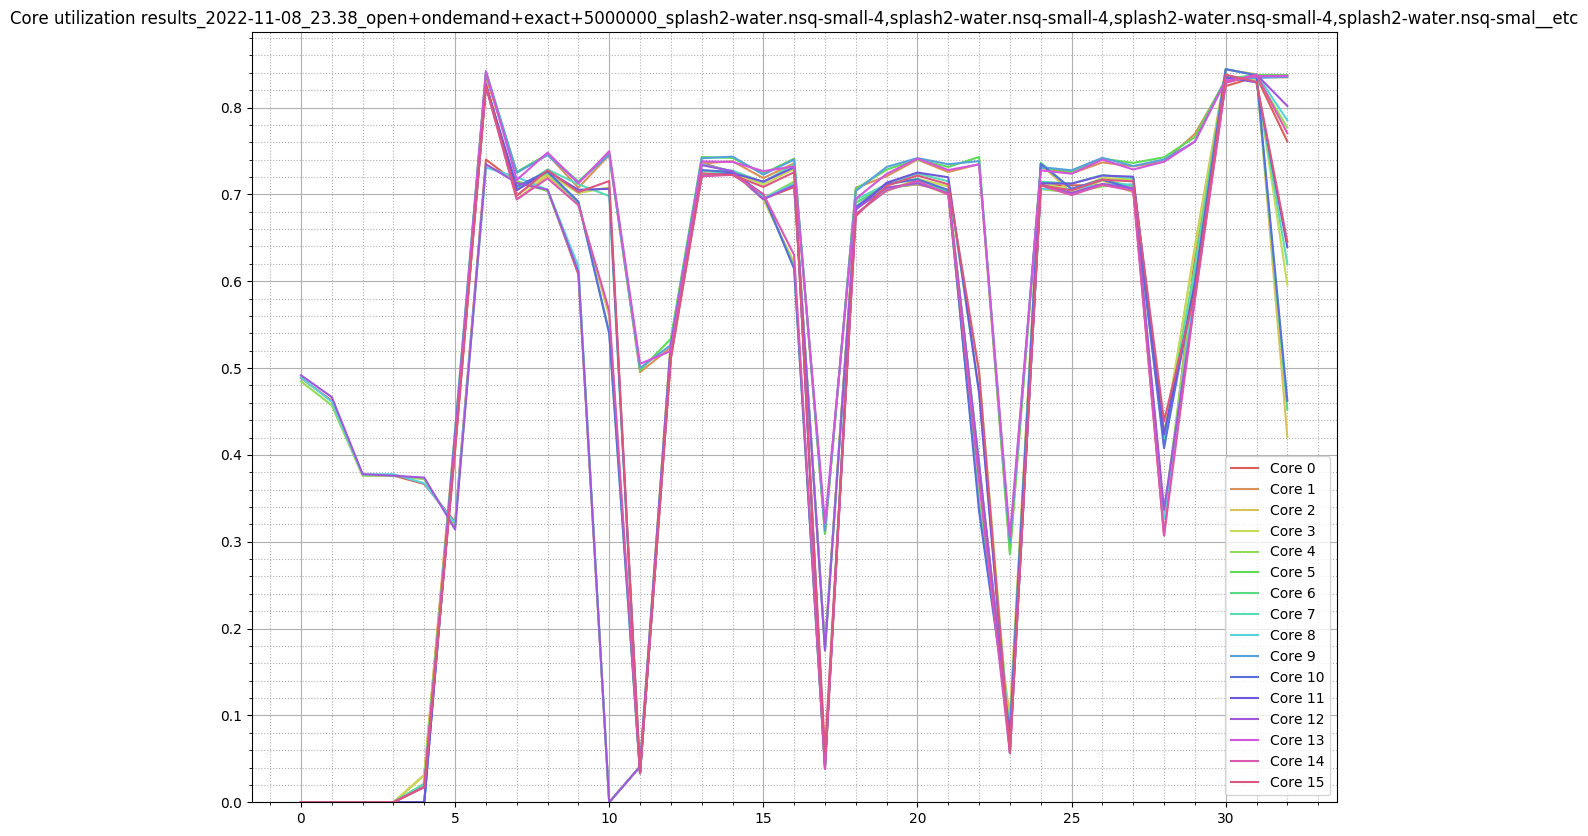 Core utilization results_2022-11-08_23.38_open+ondemand+exact+5000000_splash2-water.nsq-small-4,splash2-water.nsq-small-4,splash2-water.nsq-small-4,splash2-water.nsq-smal__etc
0.8
0.7
0.6
0.5
0.4
0.3
0.2
0.1
0.0
0 5 10 15 20 25 30
Core 0
Core 1
Core 2
Core 3
Core 4
Core 5
Core 6
Core 7
Core 8
Core 9
Core 10
Core 11
Core 12
Core 13
Core 14
Core 15